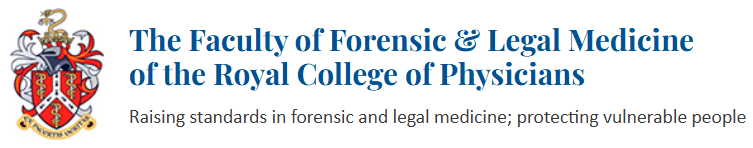 The Faculty of Forensic & Legal Medicine
of the Royal College of Physicians
Raising standards in forensic and legal medicine; protecting vulnerable people